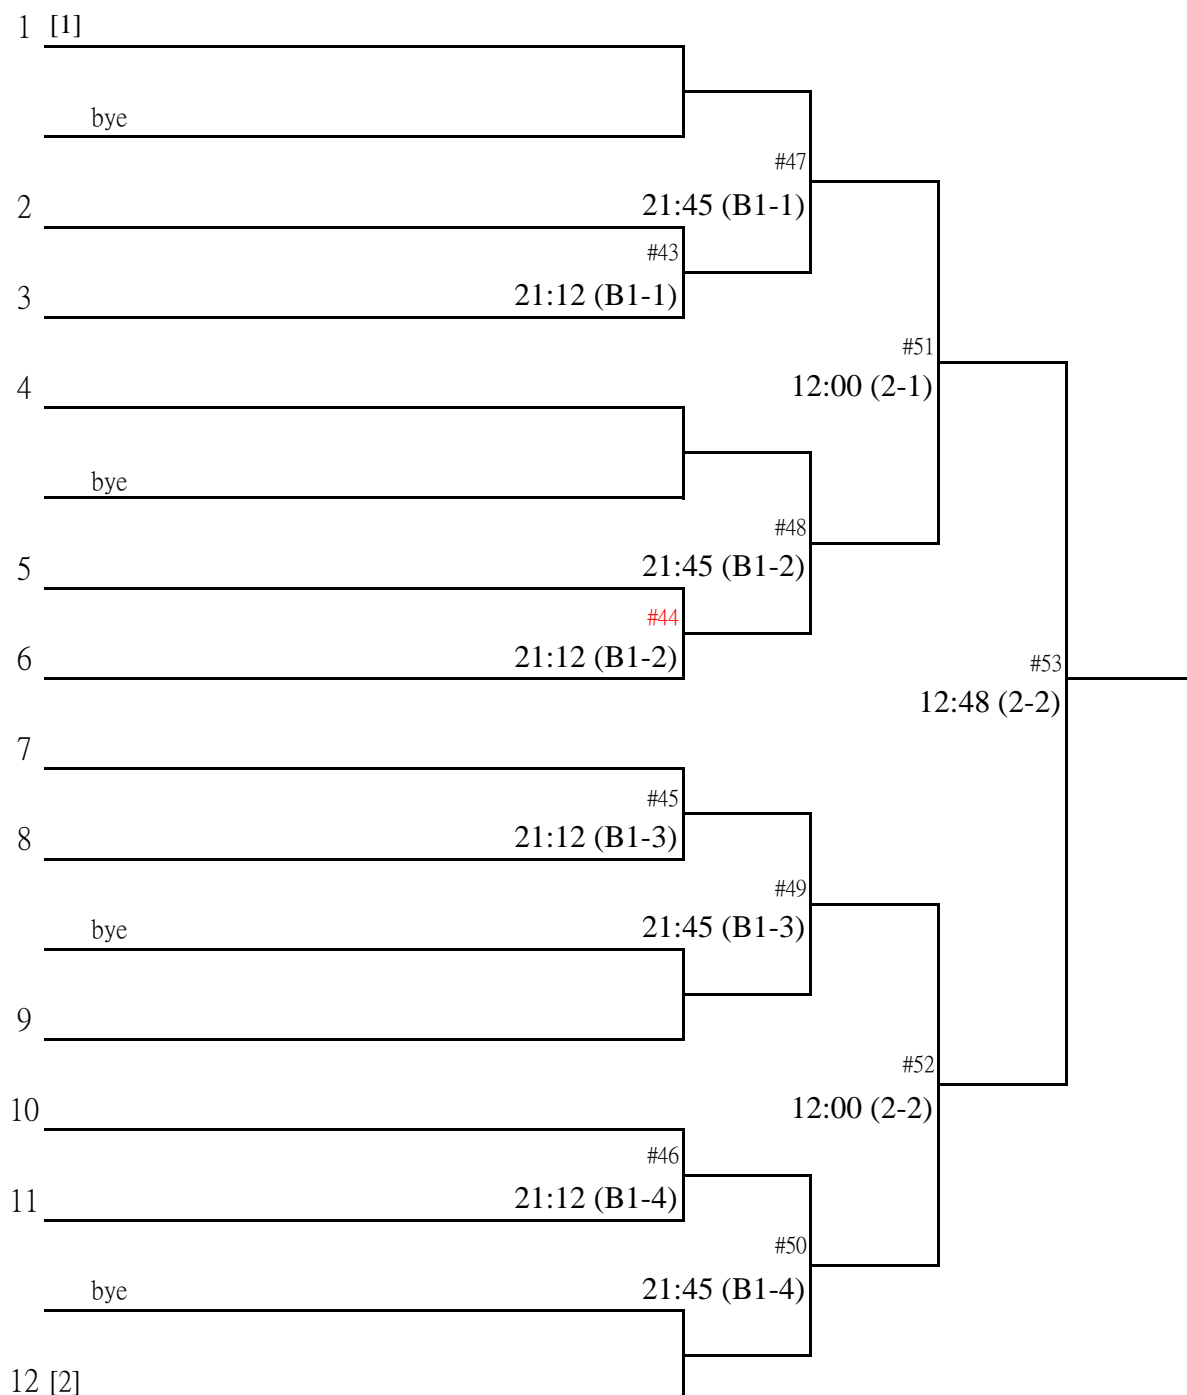 1 [1]
bye
#47
2
21:45 (B1-1)
#43
3
21:12 (B1-1)
#51
4
12:00 (2-1)
bye
#48
5
21:45 (B1-2)
#44
6
21:12 (B1-2)
#53
12:48 (2-2)
7
#45
8
21:12 (B1-3)
#49
bye
21:45 (B1-3)
9
#52
10
12:00 (2-2)
#46
11
21:12 (B1-4)
#50
bye
21:45 (B1-4)
12 [2]